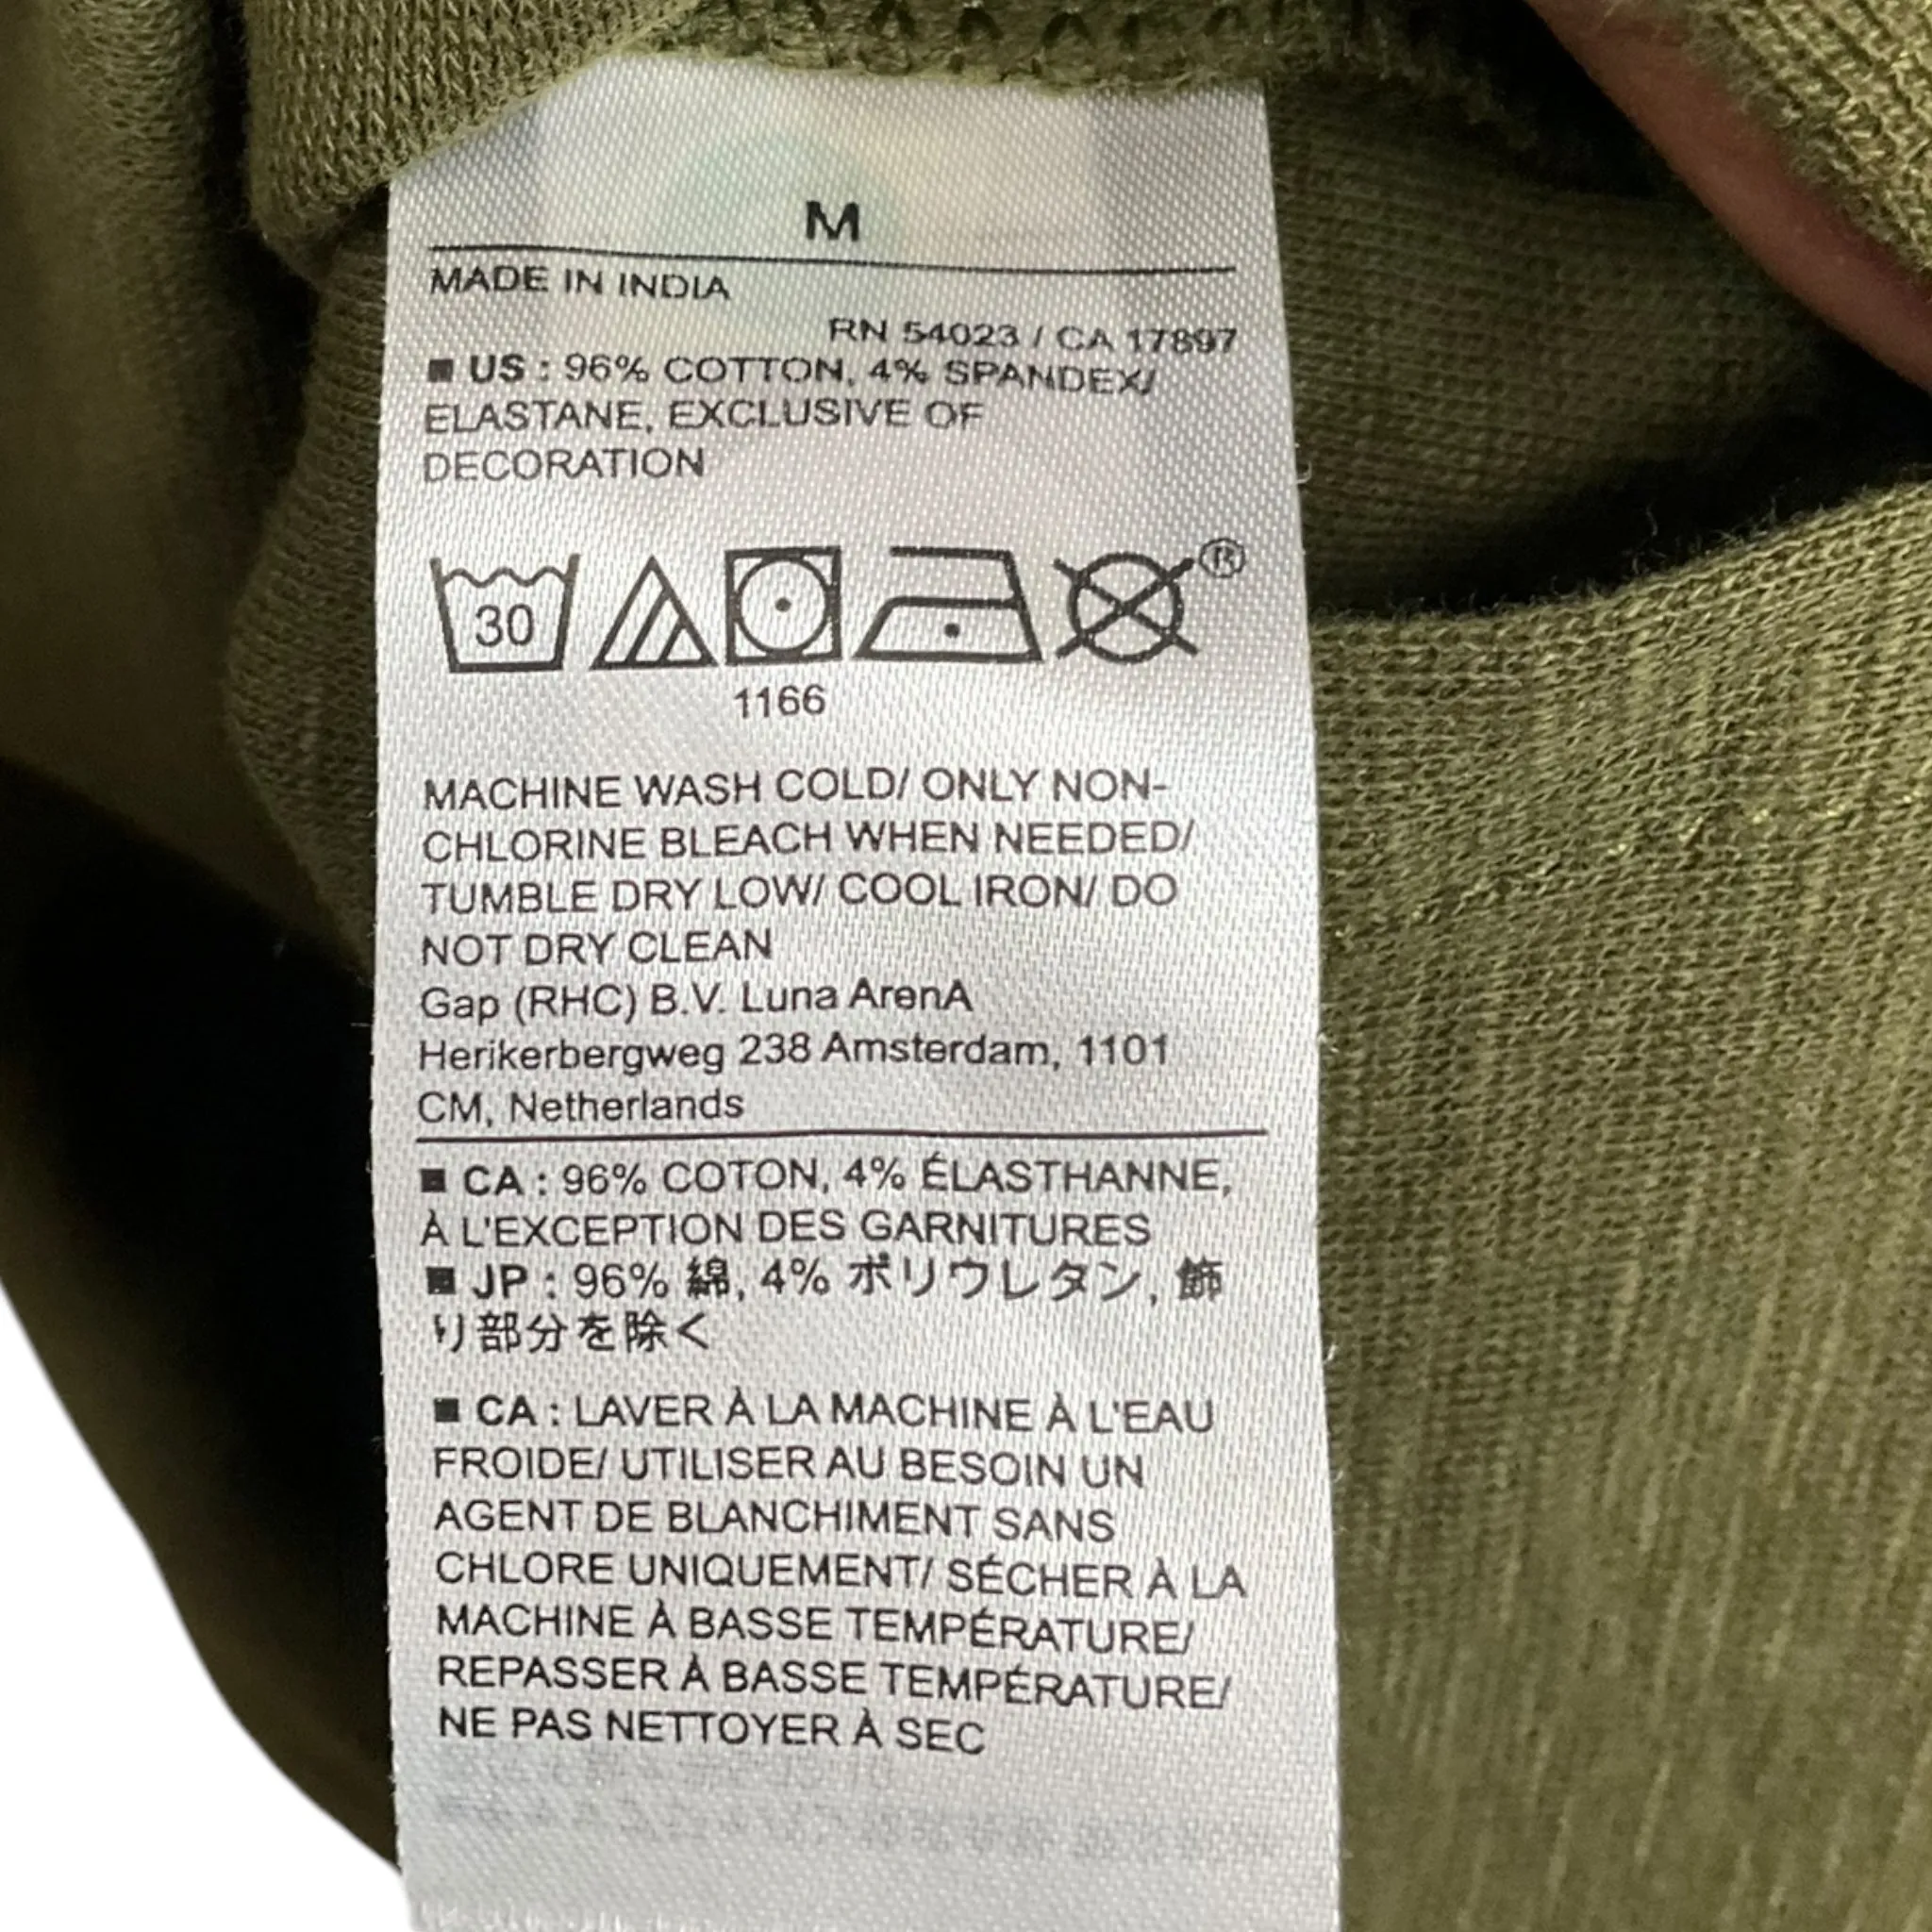 M
MADE IN INDIA
RN 54023 / CA 17897
■ US : 96% COTTON, 4% SPANDEX/
ELASTANE, EXCLUSIVE OF
DECORATION
30
®
1166
MACHINE WASH COLD/ ONLY NON-
CHLORINE BLEACH WHEN NEEDED/
TUMBLE DRY LOW/ COOL IRON/ DO
NOT DRY CLEAN
Gap (RHC) B.V. Luna ArenA
Herikerbergweg 238 Amsterdam, 1101
CM, Netherlands
■ CA : 96% COTON, 4% ÉLASTHANNE,
À L'EXCEPTION DES GARNITURES
■ JP : 96% 綿, 4% ポリウレタン, 飾
り部分を除く
■ CA : LAVER À LA MACHINE À L'EAU
FROIDE/ UTILISER AU BESOIN UN
AGENT DE BLANCHIMENT SANS
CHLORE UNIQUEMENT/ SÉCHER À LA
MACHINE À BASSE TEMPÉRATURE/
REPASSER À BASSE TEMPÉRATURE/
NE PAS NETTOYER À SEC